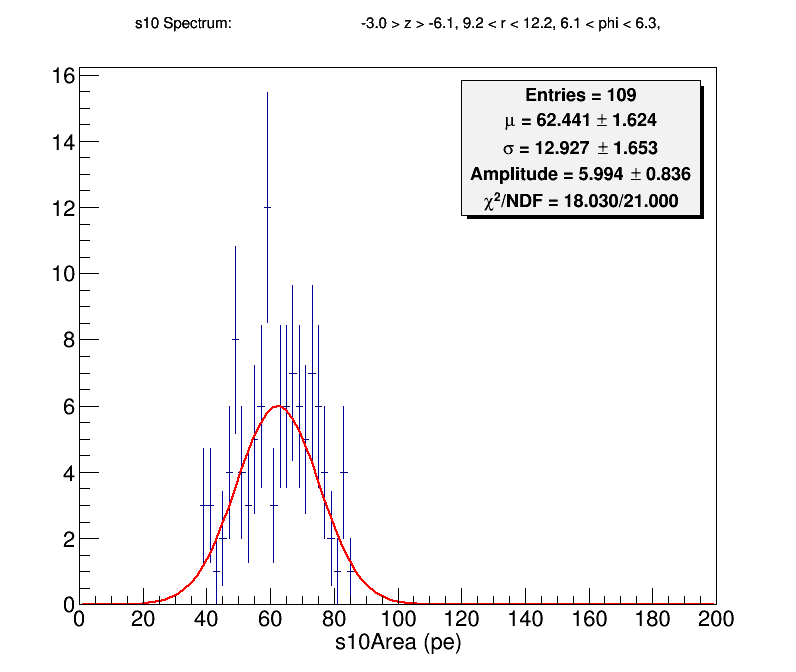 s10 Spectrum: -3.0 > z > -6.1, 9.2 < r < 12.2, 6.1 < phi < 6.3,
Entries = 109
μ = 62.441 ± 1.624
σ = 12.927 ± 1.653
Amplitude = 5.994 ± 0.836
χ²/NDF = 18.030/21.000
16
14
12
10
8
6
4
2
0
0 20 40 60 80 100 120 140 160 180 200
s10Area (pe)